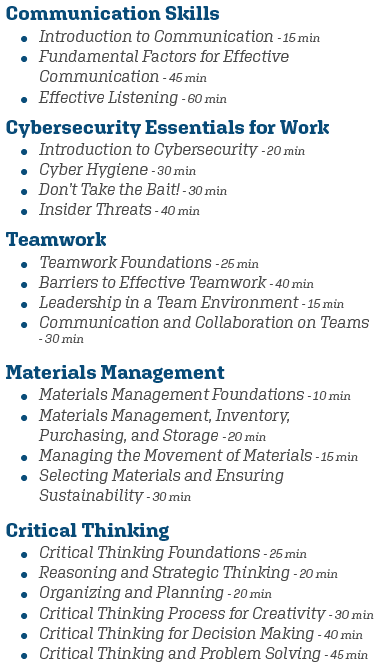 Communication Skills
• Introduction to Communication - 15 min
• Fundamental Factors for Effective
Communication - 45 min
• Effective Listening - 60 min
Cybersecurity Essentials for Work
• Introduction to Cybersecurity - 20 min
• Cyber Hygiene - 30 min
• Don't Take the Bait! - 30 min
• Insider Threats - 40 min
Teamwork
• Teamwork Foundations - 25 min
• Barriers to Effective Teamwork - 40 min
• Leadership in a Team Environment - 15 min
• Communication and Collaboration on Teams
- 30 min
Materials Management
• Materials Management Foundations - 10 min
• Materials Management, Inventory,
Purchasing, and Storage - 20 min
• Managing the Movement of Materials - 15 min
• Selecting Materials and Ensuring
Sustainability - 30 min
Critical Thinking
• Critical Thinking Foundations - 25 min
• Reasoning and Strategic Thinking - 20 min
• Organizing and Planning - 20 min
• Critical Thinking Process for Creativity - 30 min
• Critical Thinking for Decision Making - 40 min
• Critical Thinking and Problem Solving - 45 min